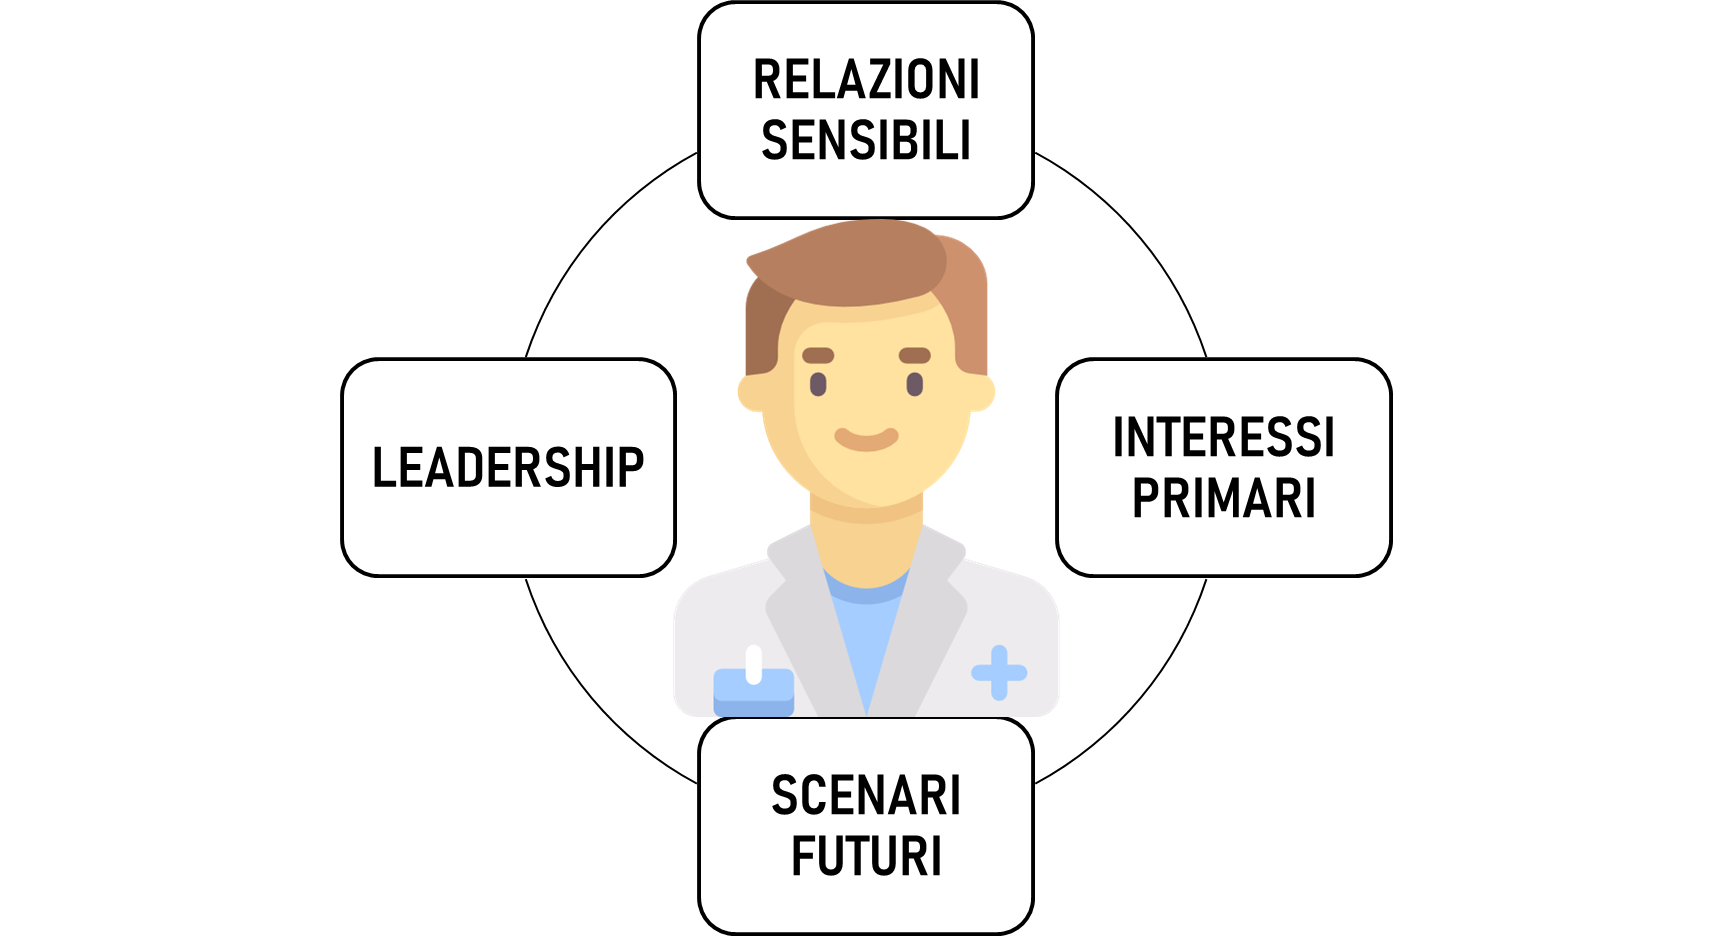 RELAZIONI
SENSIBILI
LEADERSHIP
INTERESSI
PRIMARI
SCENARI
FUTURI